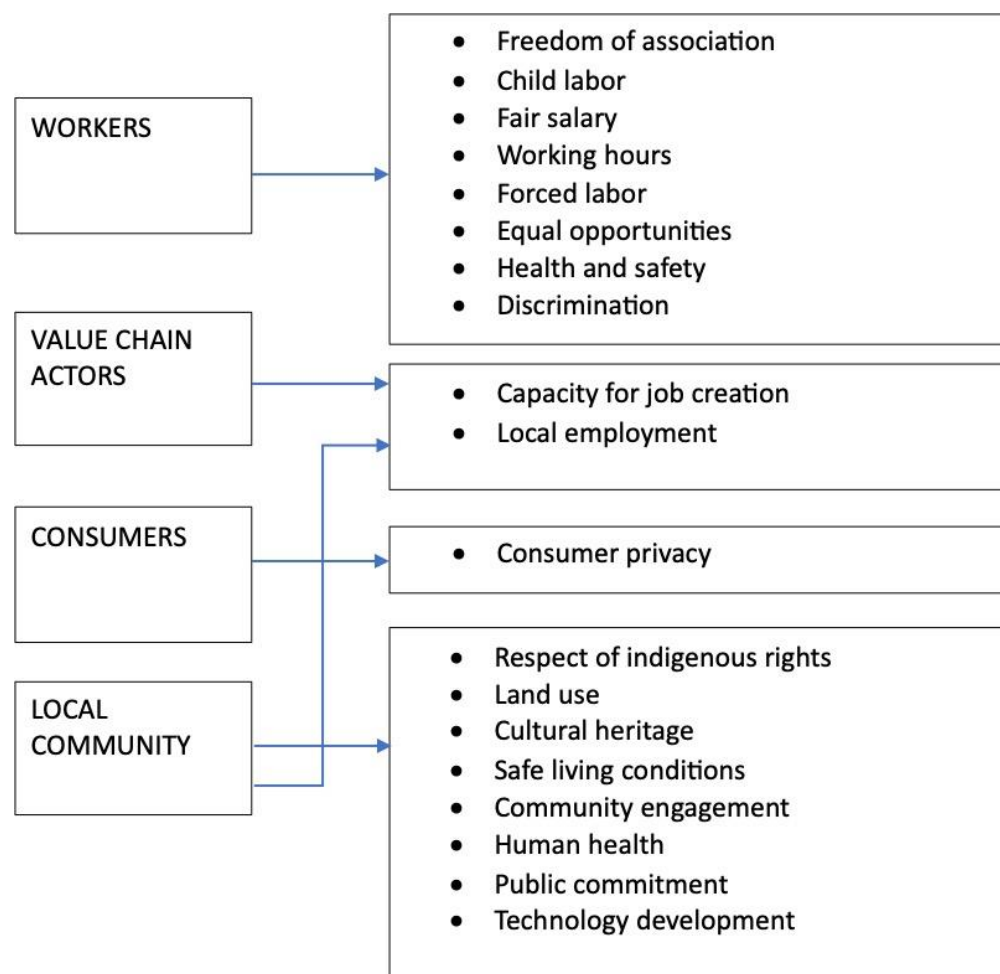 WORKERS
• Freedom of association
• Child labor
• Fair salary
• Working hours
• Forced labor
• Equal opportunities
• Health and safety
• Discrimination
VALUE CHAIN
ACTORS
• Capacity for job creation
• Local employment
CONSUMERS
• Consumer privacy
LOCAL
COMMUNITY
• Respect of indigenous rights
• Land use
• Cultural heritage
• Safe living conditions
• Community engagement
• Human health
• Public commitment
• Technology development